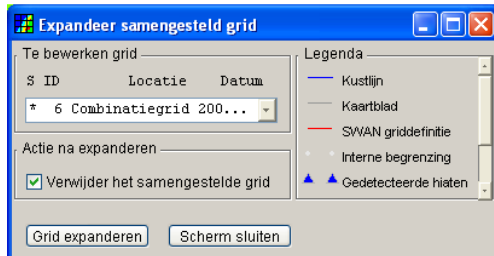 Expandeer samengesteld grid
Te bewerken grid
S ID Locatie Datum
* 6 Combinatiegrid 200...
Actie na expanderen
Verwijder het samengestelde grid
Grid expanderen Scherm sluiten
Legenda
Kustlijn
Kaartblad
SWAN griddefinitie
Interne begrenzing
Gedetecteerde hiaten